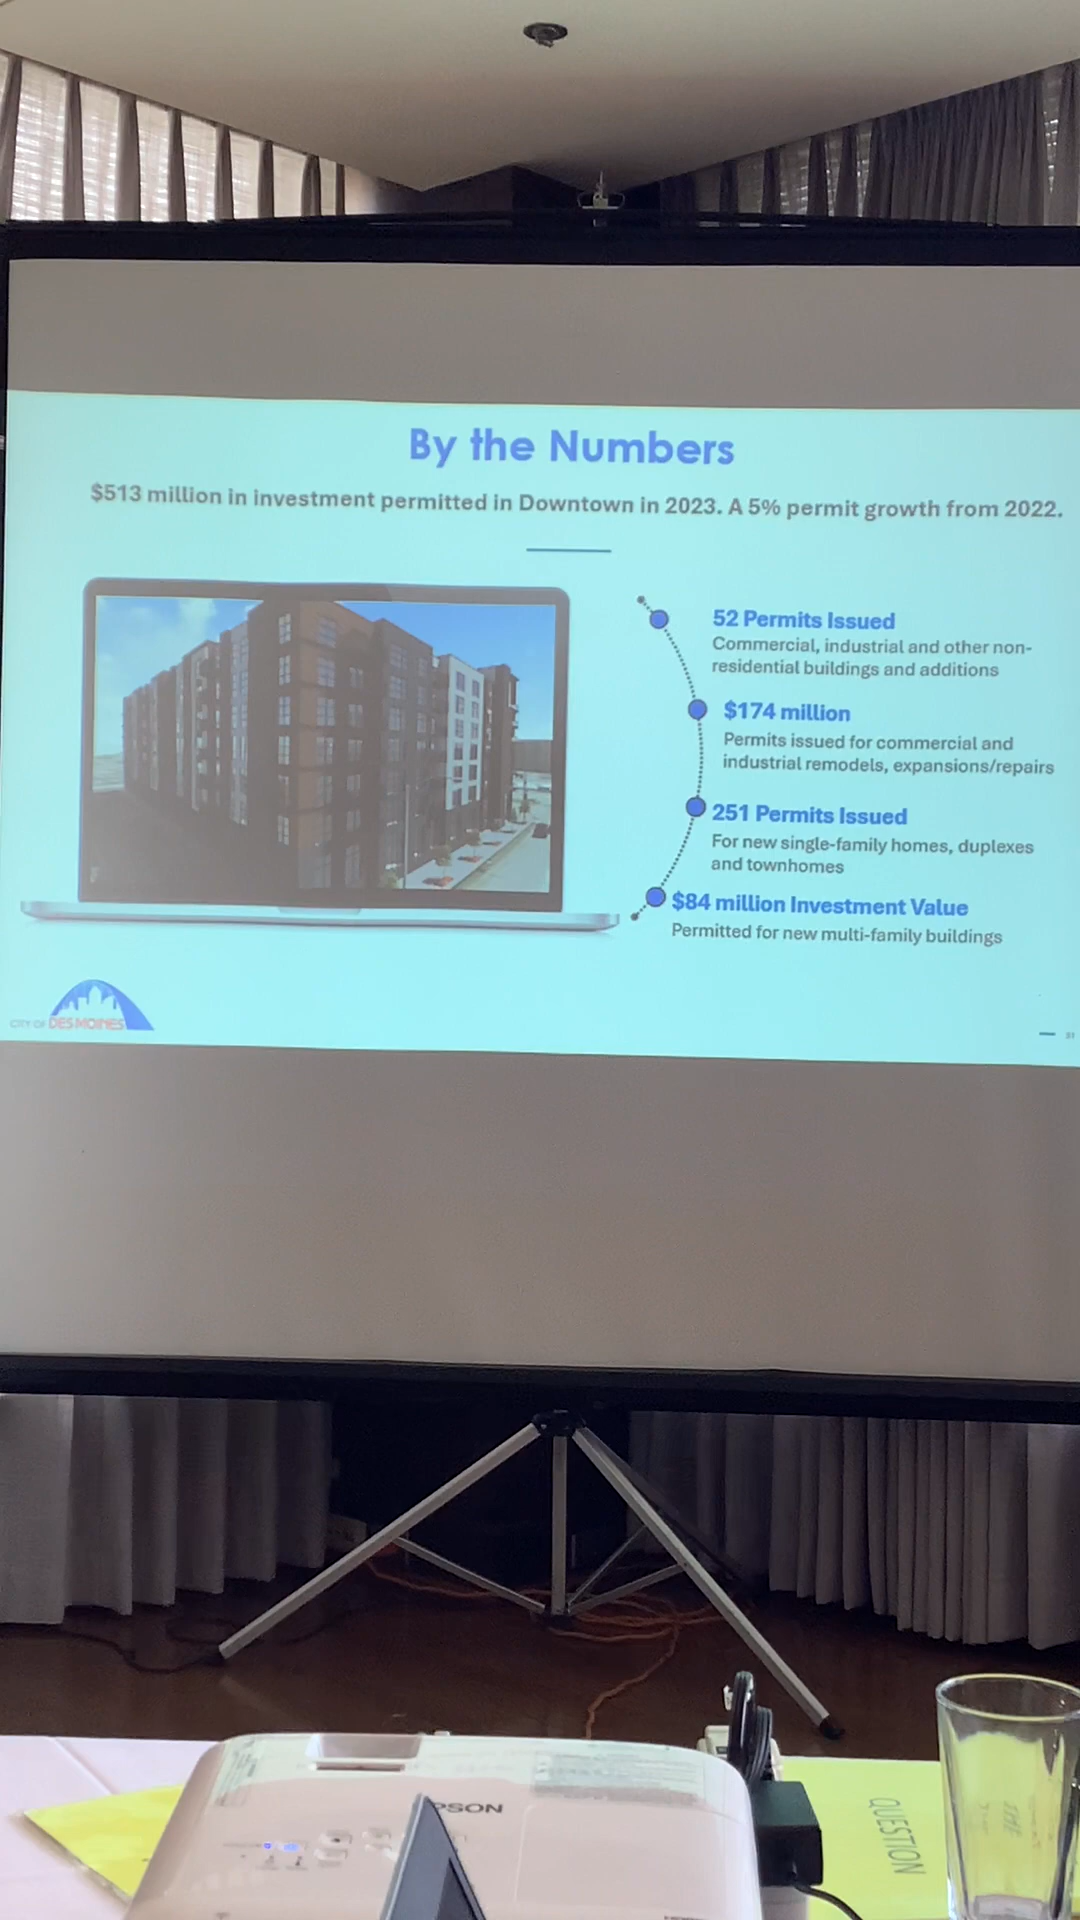 By the Numbers
$513 million in investment permitted in Downtown in 2023. A 5% permit growth from 2022.
52 Permits Issued
Commercial, industrial and other non-
residential buildings and additions
$174 million
Permits issued for commercial and
industrial remodels, expansions/repairs
251 Permits Issued
For new single-family homes, duplexes
and townhomes
$84 million Investment Value
Permitted for new multi-family buildings
CITY OF DES MOINES
QUESTION